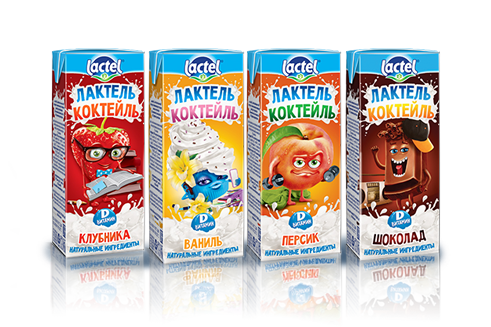 lactel
ЛАКТЕЛЬ
КОКТЕЙЛЬ
D
ВИТАМИН
КЛУБНИКА
НАТУРАЛЬНЫЕ ИНГРЕДИЕНТЫ
lactel
ЛАКТЕЛЬ
КОКТЕЙЛЬ
D
ВИТАМИН
ВАНИЛЬ
НАТУРАЛЬНЫЕ ИНГРЕДИЕНТЫ
lactel
ЛАКТЕЛЬ
КОКТЕЙЛЬ
D
ВИТАМИН
ПЕРСИК
НАТУРАЛЬНЫЕ ИНГРЕДИЕНТЫ
lactel
ЛАКТЕЛЬ
КОКТЕЙЛЬ
D
ВИТАМИН
ШОКОЛАД
НАТУРАЛЬНЫЕ ИНГРЕДИЕНТЫ